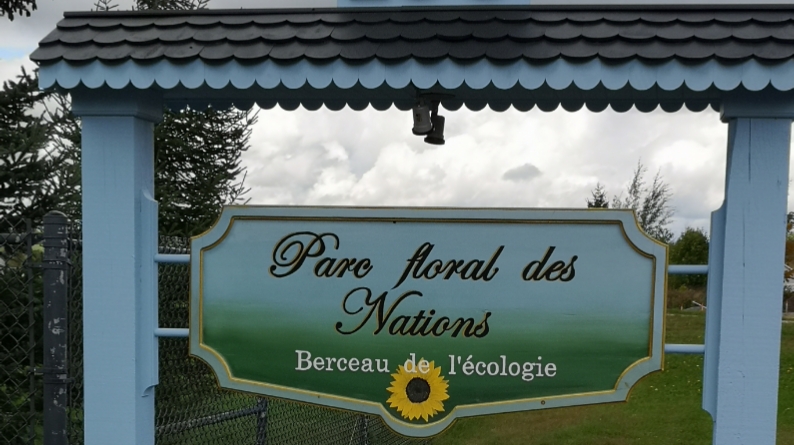 Parc floral des
Nations
Berceau de l'écologie